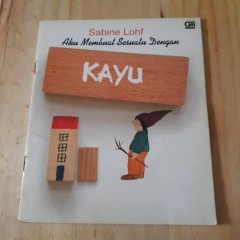 Sabine Lohf
Aku Membuat Sesuatu Dengan
KAYU